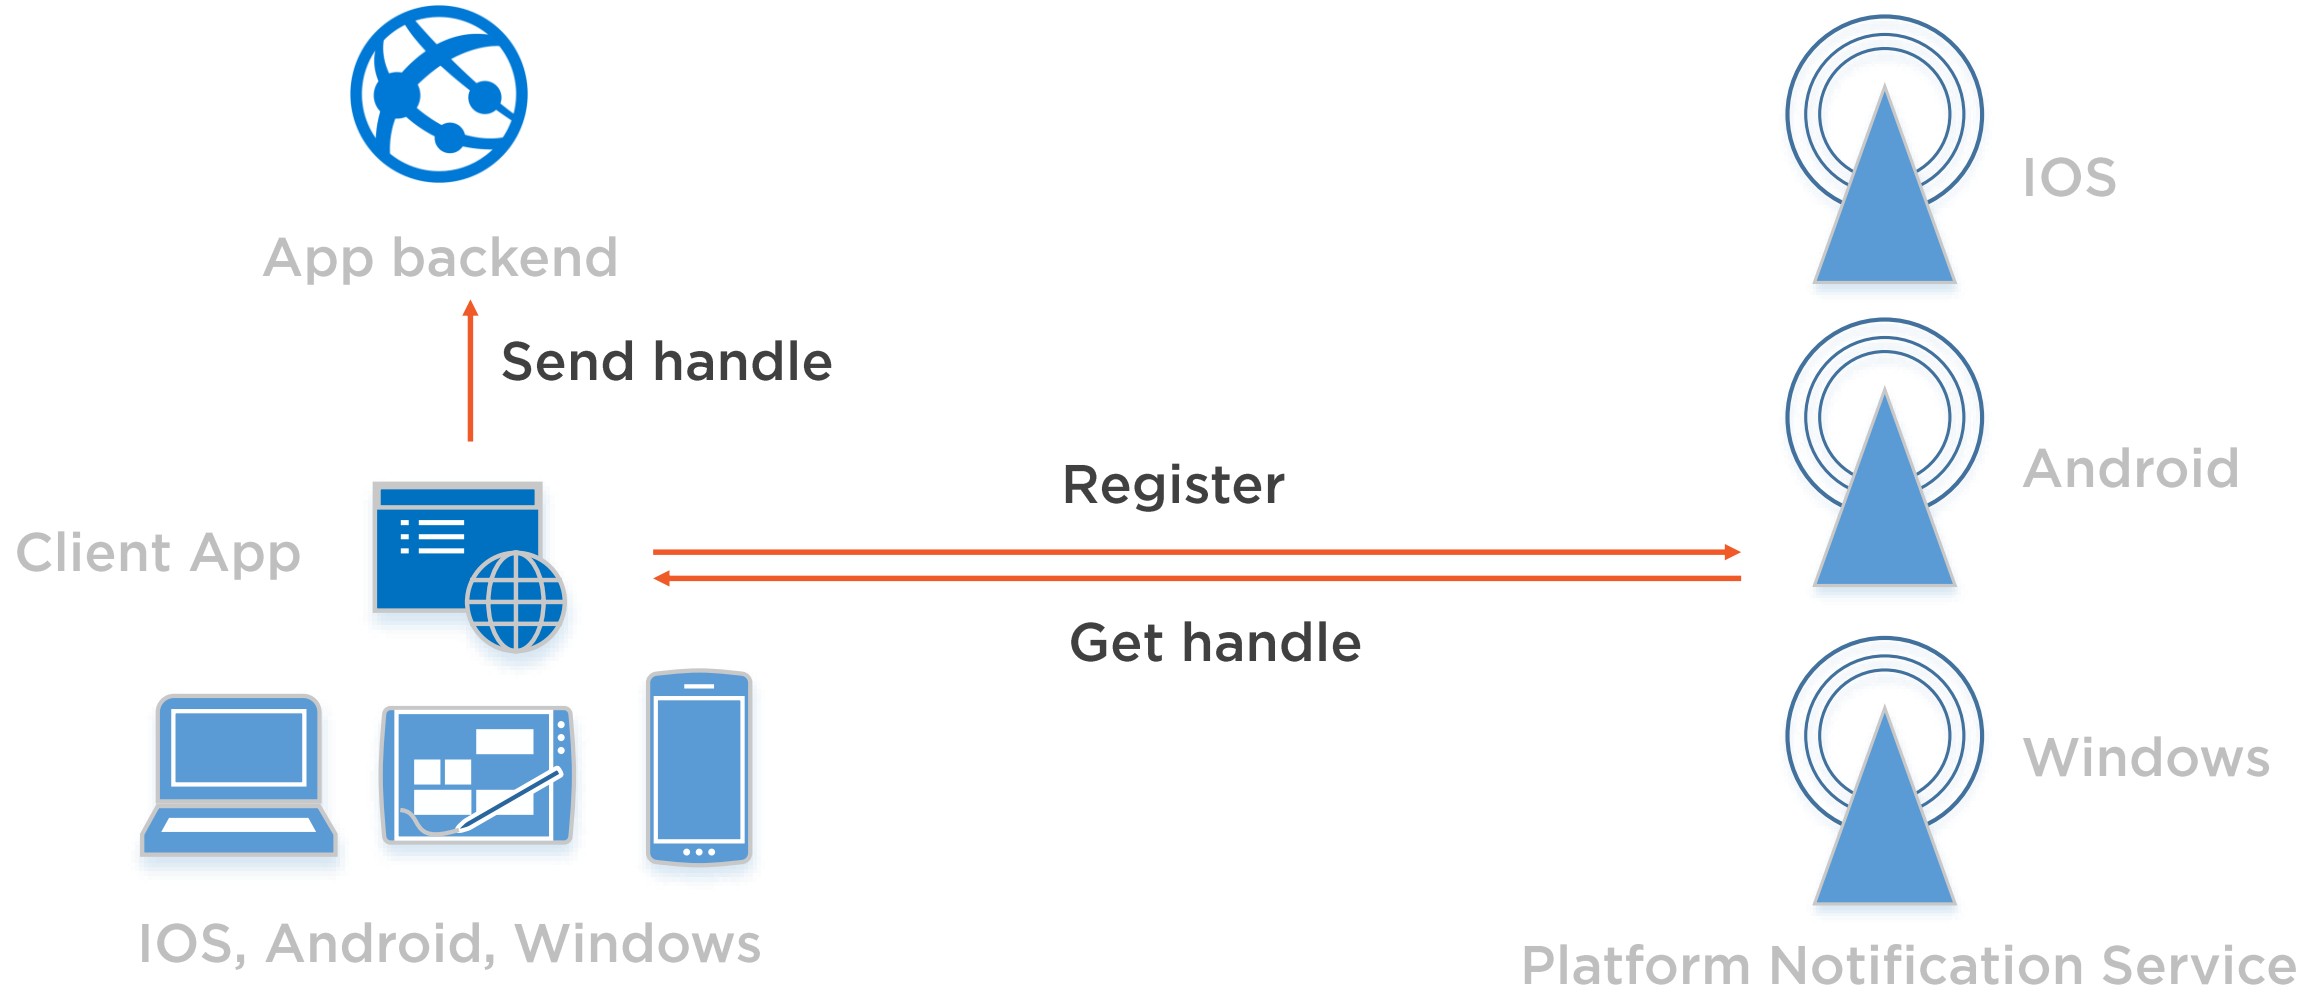 App backend
Send handle
Client App
Register
Get handle
IOS, Android, Windows
IOS
Android
Windows
Platform Notification Service